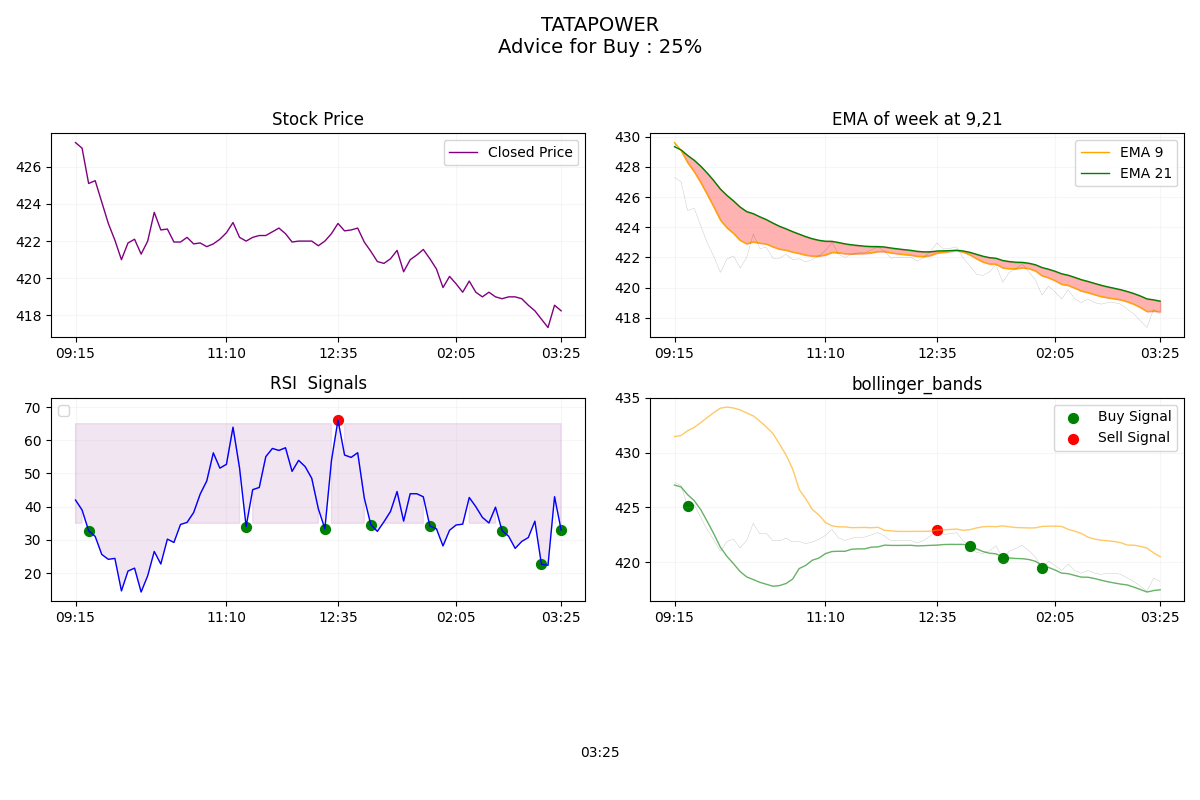 TATAPOWER
Advice for Buy : 25%
Stock Price
Closed Price
426
424
422
420
418
09:15 11:10 12:35 02:05 03:25
EMA of week at 9,21
EMA 9
EMA 21
430
428
426
424
422
420
418
09:15 11:10 12:35 02:05 03:25
RSI  Signals
70
60
50
40
30
20
09:15 11:10 12:35 02:05 03:25
bollinger_bands
Buy Signal
Sell Signal
435
430
425
420
09:15 11:10 12:35 02:05 03:25
03:25